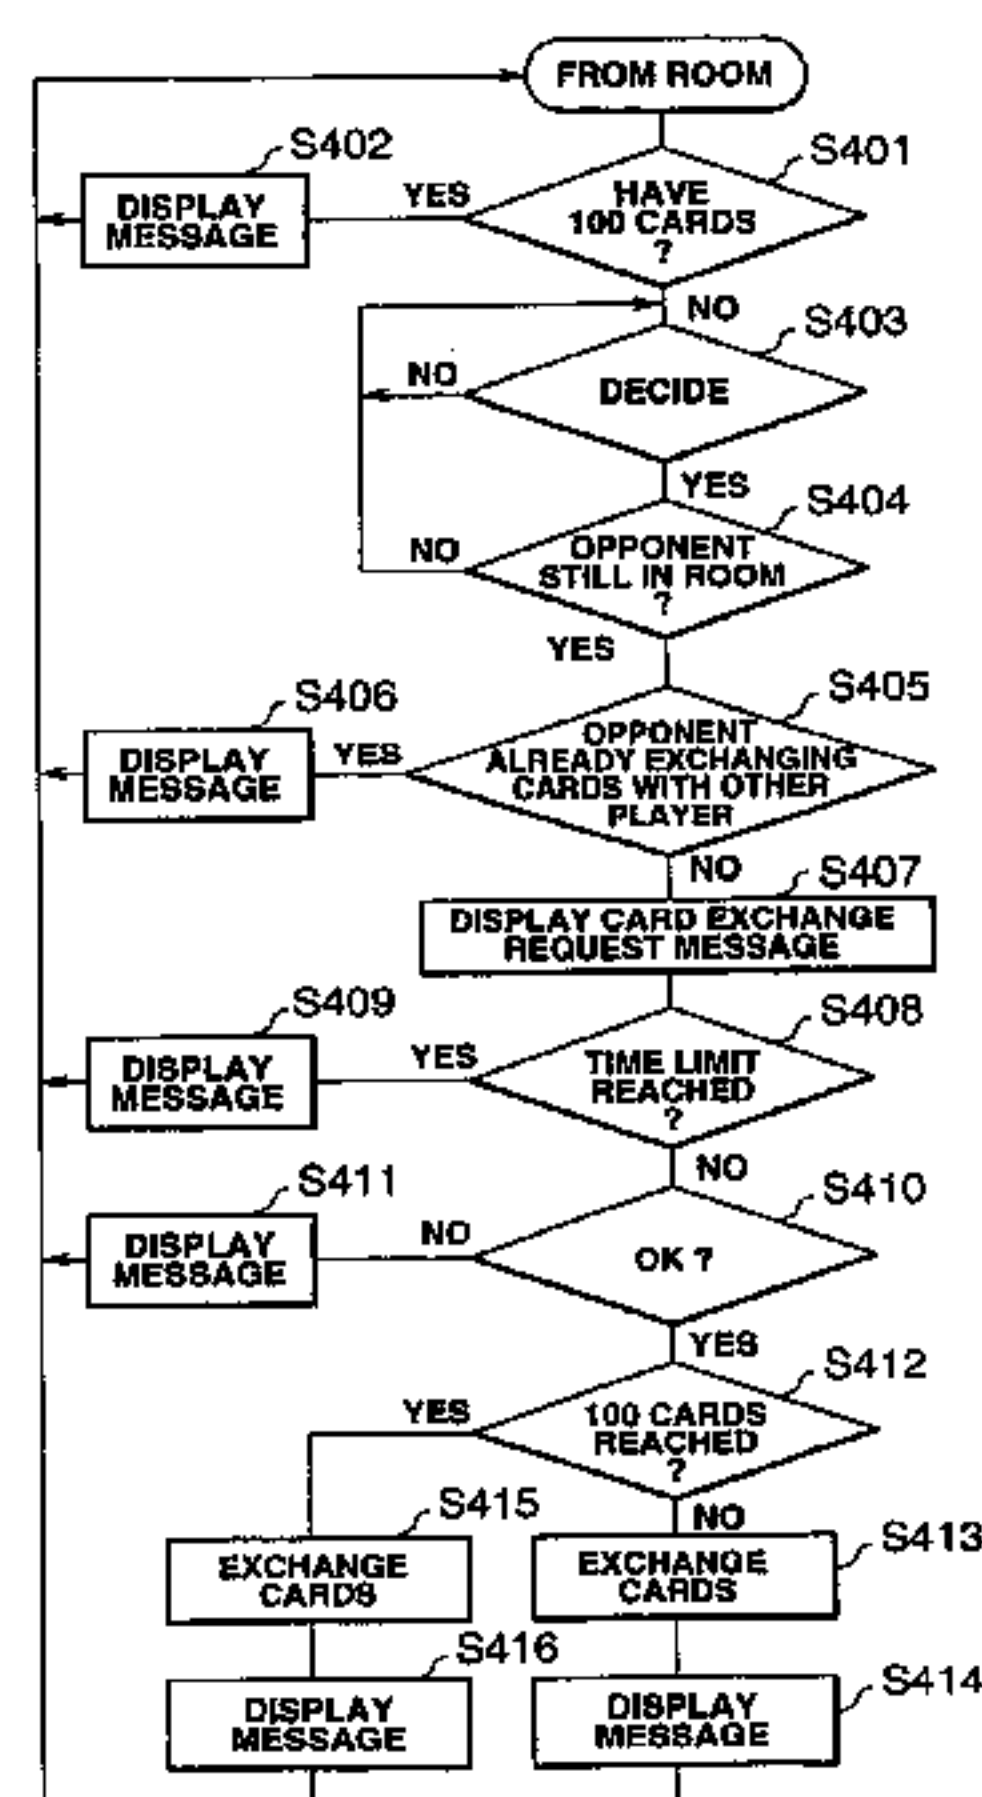 FROM ROOM
S401
HAVE
100 CARDS
?
YES
S402
DISPLAY
MESSAGE
NO
S403
DECIDE
NO
YES
S404
OPPONENT
STILL IN ROOM
?
NO
YES
S405
OPPONENT
ALREADY EXCHANGING
CARDS WITH OTHER
PLAYER
YES
S406
DISPLAY
MESSAGE
NO
S407
DISPLAY CARD EXCHANGE
REQUEST MESSAGE
S408
TIME LIMIT
REACHED
?
YES
S409
DISPLAY
MESSAGE
NO
S410
OK ?
NO
S411
DISPLAY
MESSAGE
YES
S412
100 CARDS
REACHED
?
YES
NO
S415
EXCHANGE
CARDS
S413
EXCHANGE
CARDS
S416
DISPLAY
MESSAGE
S414
DISPLAY
MESSAGE